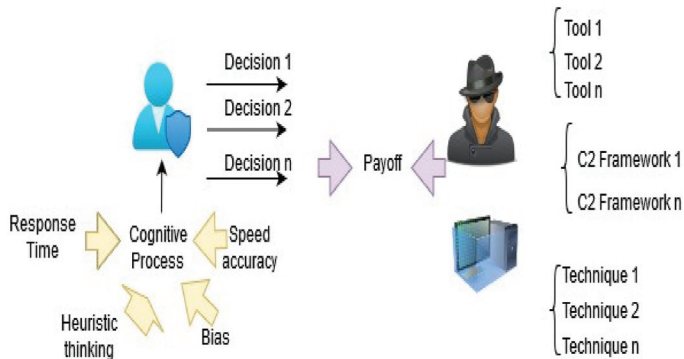 Decision 1
Decision 2
Decision n
Response
Time
Cognitive
Process
Speed
accuracy
Heuristic
thinking
Bias
Payoff
Tool 1
Tool 2
Tool n
C2 Framework 1
C2 Framework n
Technique 1
Technique 2
Technique n